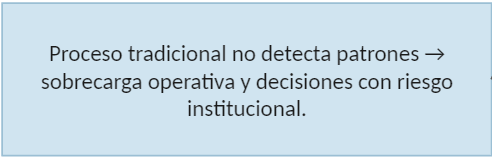 Proceso tradicional no detecta patrones →
sobrecarga operativa y decisiones con riesgo
institucional.